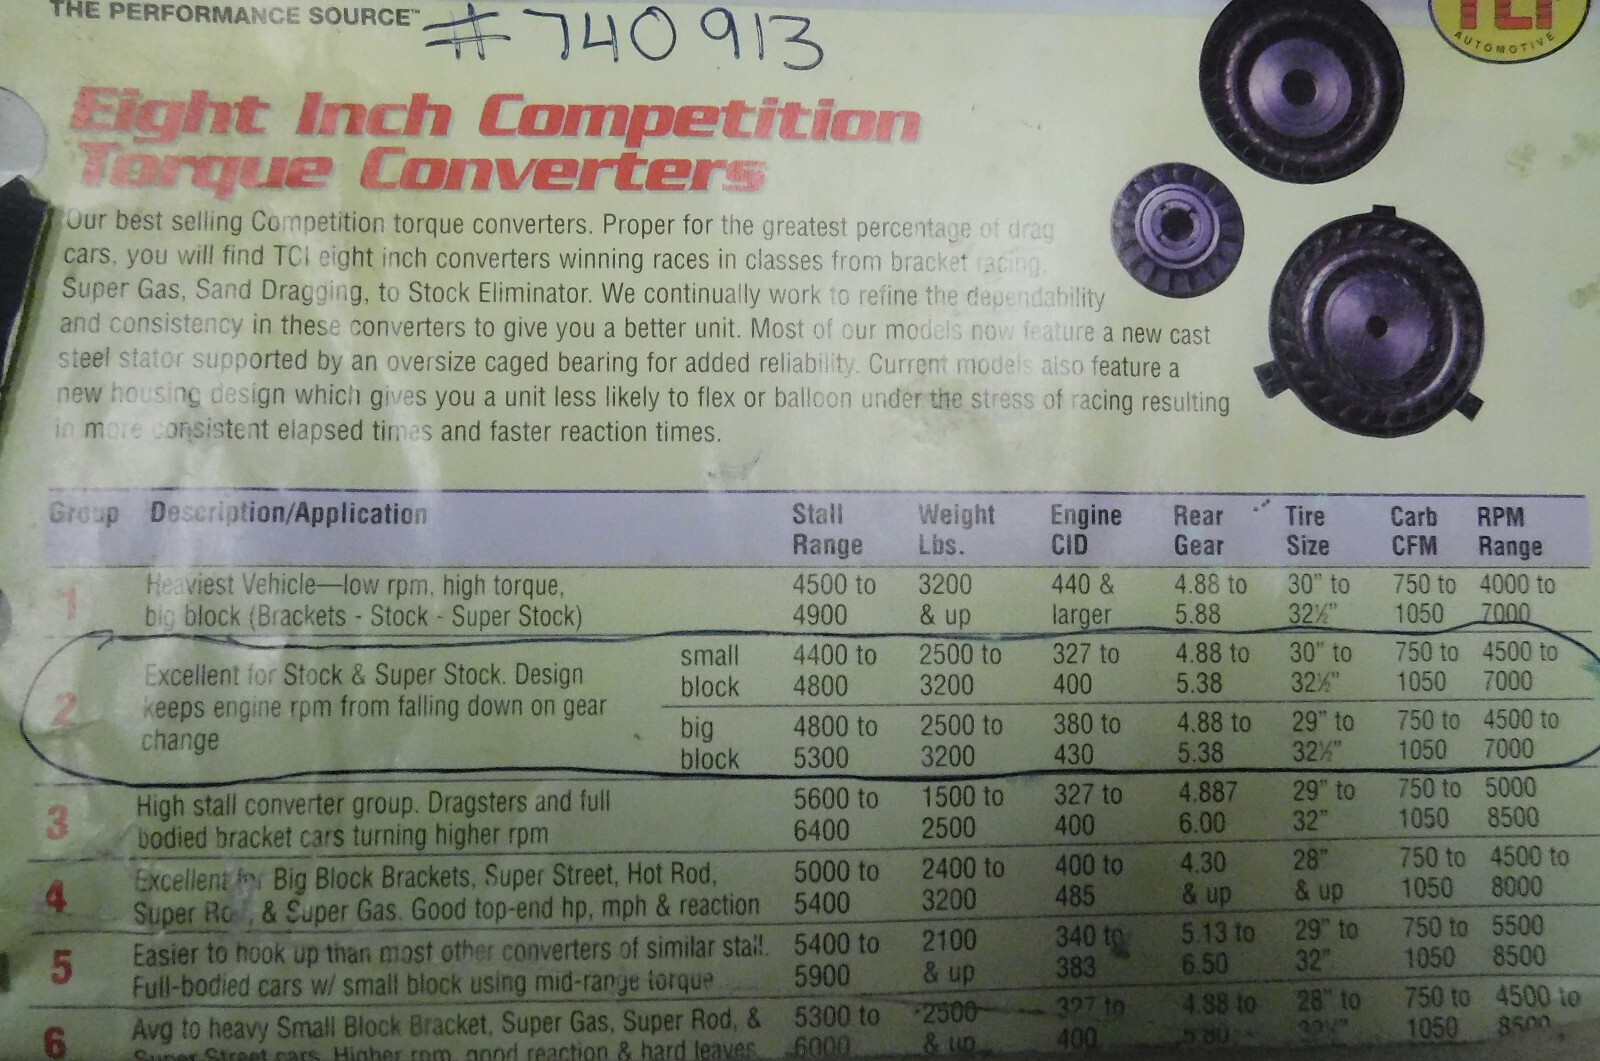 THE PERFORMANCE SOURCE™
#740913
TCI
AUTOMOTIVE
Eight Inch Competition
Torque Converters
Our best selling Competition torque converters. Proper for the greatest percentage of drag
cars, you will find TCI eight inch converters winning races in classes from bracket racing,
Super Gas, Sand Dragging, to Stock Eliminator. We continually work to refine the dependability
and consistency in these converters to give you a better unit. Most of our models now feature a new cast
steel stator supported by an oversize caged bearing for added reliability. Current models also feature a
new housing design which gives you a unit less likely to flex or balloon under the stress of racing resulting
in more consistent elapsed times and faster reaction times.
Group Description/Application Stall Weight Engine Rear Tire Carb RPM
Range Lbs. CID Gear Size CFM Range
1 Heaviest Vehicle—low rpm, high torque, 4500 to 3200 440 & 4.88 to 30" to 750 to 4000 to
big block (Brackets - Stock - Super Stock) 4900 & up larger 5.88 32½" 1050 7000
2 Excellent for Stock & Super Stock. Design small 4400 to 2500 to 327 to 4.88 to 30" to 750 to 4500 to
keeps engine rpm from falling down on gear block 4800 3200 400 5.38 32½" 1050 7000
change big 4800 to 2500 to 380 to 4.88 to 29" to 750 to 4500 to
block 5300 3200 430 5.38 32½" 1050 7000
3 High stall converter group. Dragsters and full 5600 to 1500 to 327 to 4.887 29" to 750 to 5000
bodied bracket cars turning higher rpm 6400 2500 400 6.00 32" 1050 8500
4 Excellent for Big Block Brackets, Super Street, Hot Rod, 5000 to 2400 to 400 to 4.30 28" 750 to 4500 to
Super Rod, & Super Gas. Good top-end hp, mph & reaction 5400 3200 485 & up & up 1050 8000
5 Easier to hook up than most other converters of similar stall. 5400 to 2100 340 to 5.13 to 29" to 750 to 5500
Full-bodied cars w/ small block using mid-range torque 5900 & up 383 6.50 32" 1050 8500
6 Avg to heavy Small Block Bracket, Super Gas, Super Rod, & 5300 to 2500 327 to 4.88 to 28" to 750 to 4500 to
Super Street cars. Higher rpm, good reaction & hard leaves 6000 & up 400 1050 8500